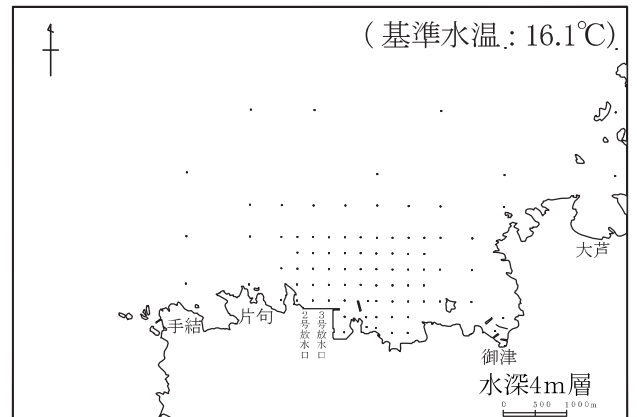 (基準水温:16.1℃)
大芦
手結
片句
2号放水口
3号放水口
御津
水深4m層
0 500 1000m